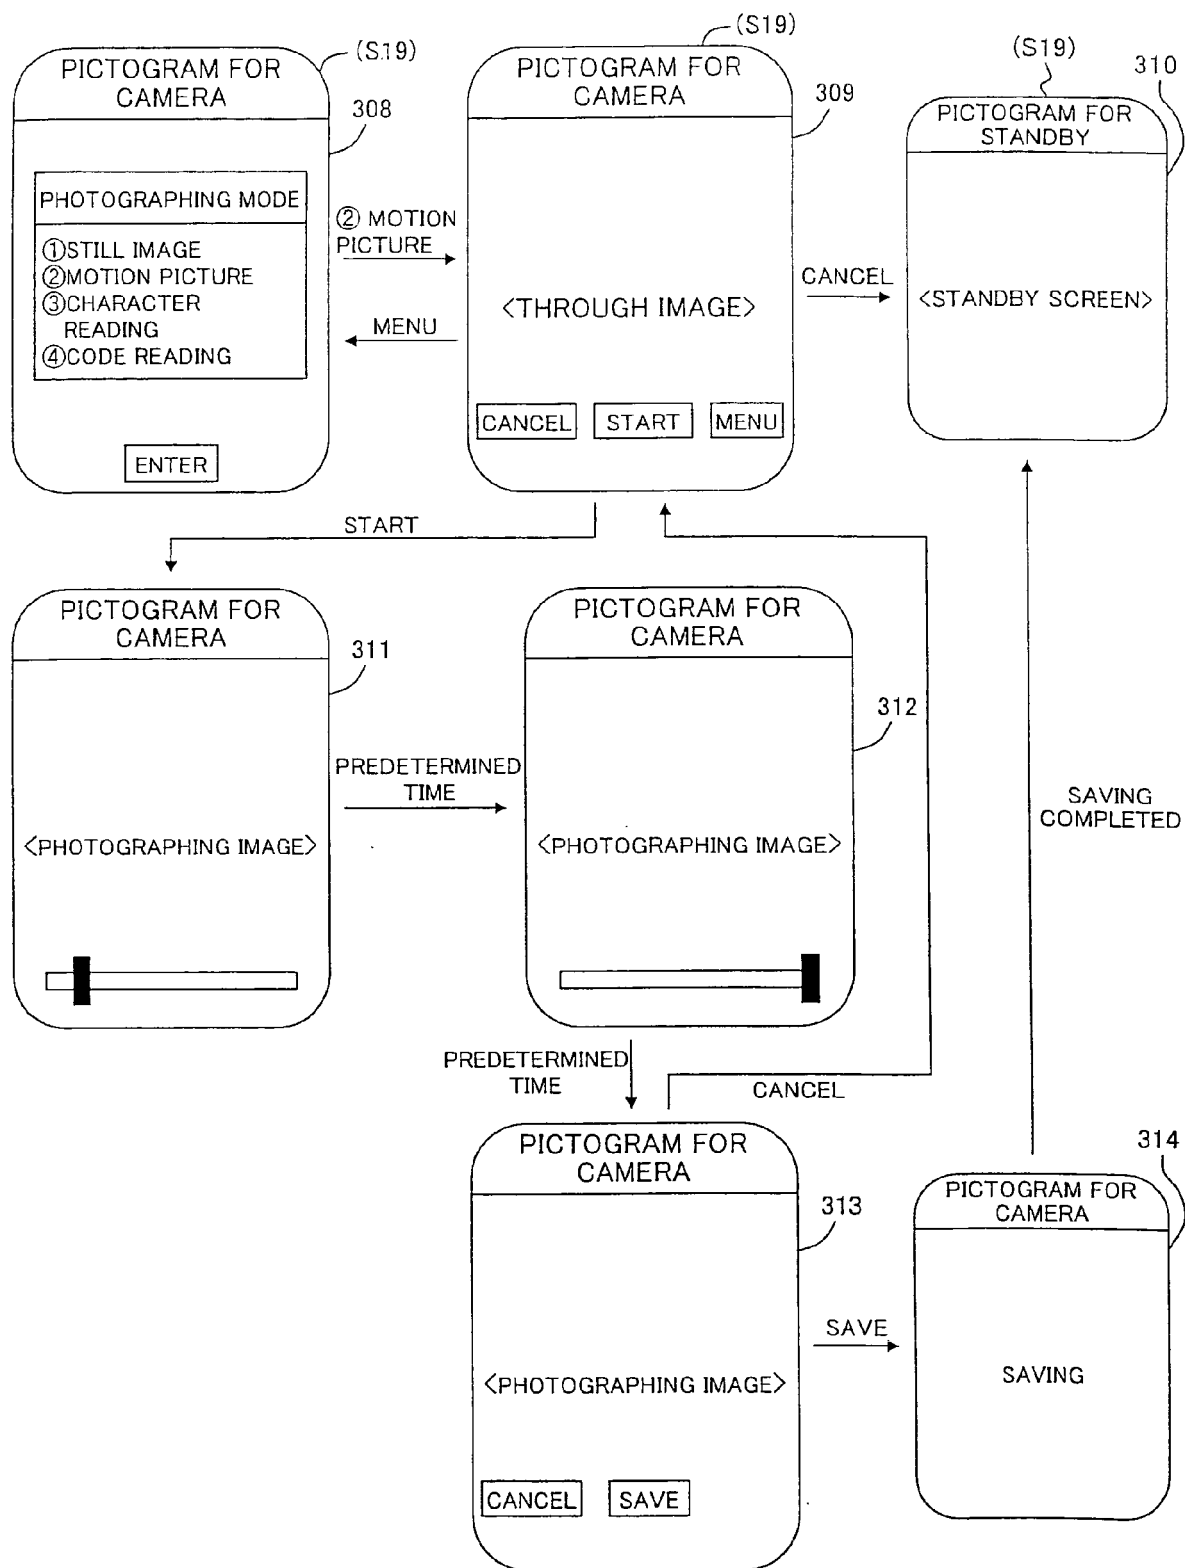 (S19)
PICTOGRAM FOR
CAMERA
308
PHOTOGRAPHING MODE
①STILL IMAGE
②MOTION PICTURE
③CHARACTER
READING
④CODE READING
ENTER
② MOTION
PICTURE
MENU
(S19)
PICTOGRAM FOR
CAMERA
309
<THROUGH IMAGE>
CANCEL
START
MENU
CANCEL
(S19)
310
PICTOGRAM FOR
STANDBY
<STANDBY SCREEN>
START
PICTOGRAM FOR
CAMERA
311
<PHOTOGRAPHING IMAGE>
PREDETERMINED
TIME
PICTOGRAM FOR
CAMERA
312
<PHOTOGRAPHING IMAGE>
SAVING
COMPLETED
PREDETERMINED
TIME
CANCEL
PICTOGRAM FOR
CAMERA
313
<PHOTOGRAPHING IMAGE>
CANCEL
SAVE
SAVE
314
PICTOGRAM FOR
CAMERA
SAVING